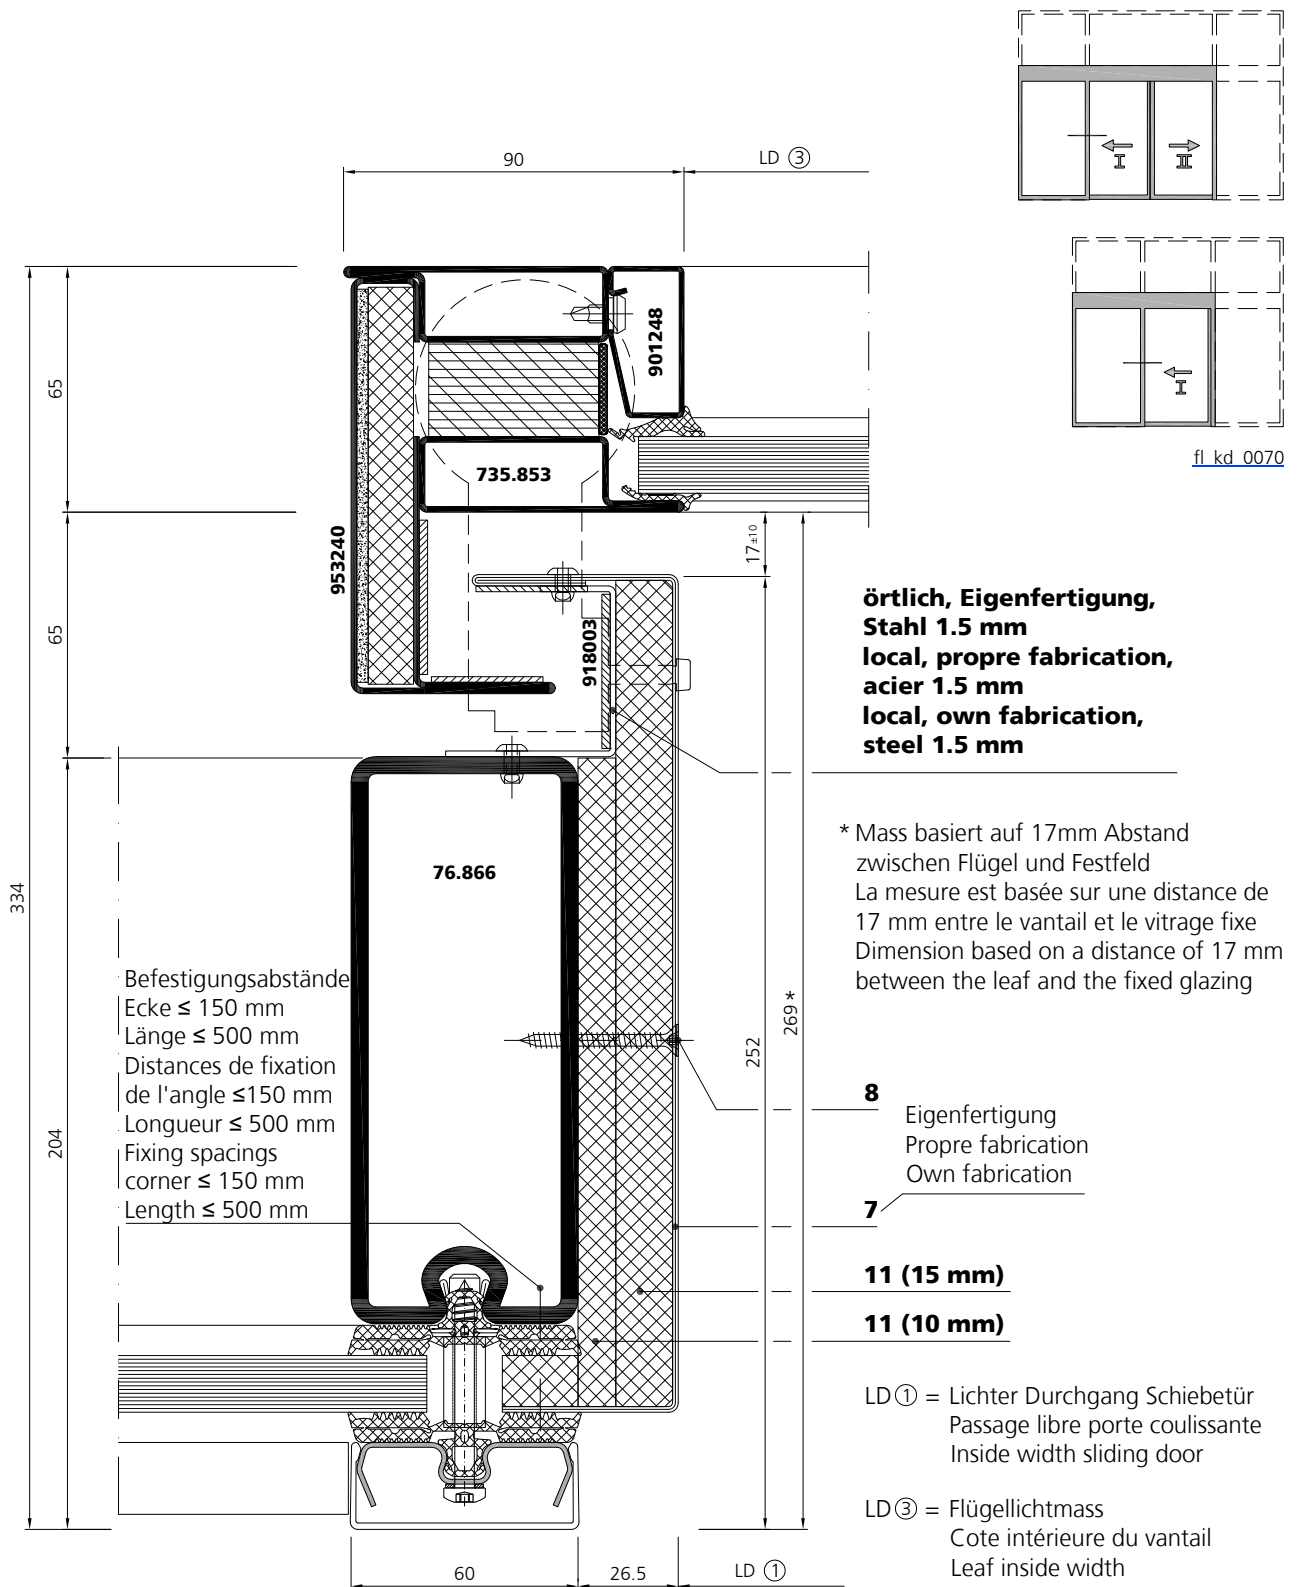 90
LD ③
I
II
I
fl_kd_0070
65
901248
735.853
953240
17±10
65
918003
örtlich, Eigenfertigung,
Stahl 1.5 mm
local, propre fabrication,
acier 1.5 mm
local, own fabrication,
steel 1.5 mm
* Mass basiert auf 17mm Abstand
zwischen Flügel und Festfeld
La mesure est basée sur une distance de
17 mm entre le vantail et le vitrage fixe
Dimension based on a distance of 17 mm
between the leaf and the fixed glazing
76.866
334
269*
252
204
Befestigungsabstände
Ecke ≤ 150 mm
Länge ≤ 500 mm
Distances de fixation
de l'angle ≤150 mm
Longueur ≤ 500 mm
Fixing spacings
corner ≤ 150 mm
Length ≤ 500 mm
8
Eigenfertigung
Propre fabrication
Own fabrication
7
11 (15 mm)
11 (10 mm)
LD① = Lichter Durchgang Schiebetür
Passage libre porte coulissante
Inside width sliding door
LD③ = Flügellichtmass
Cote intérieure du vantail
Leaf inside width
60
26.5
LD ①